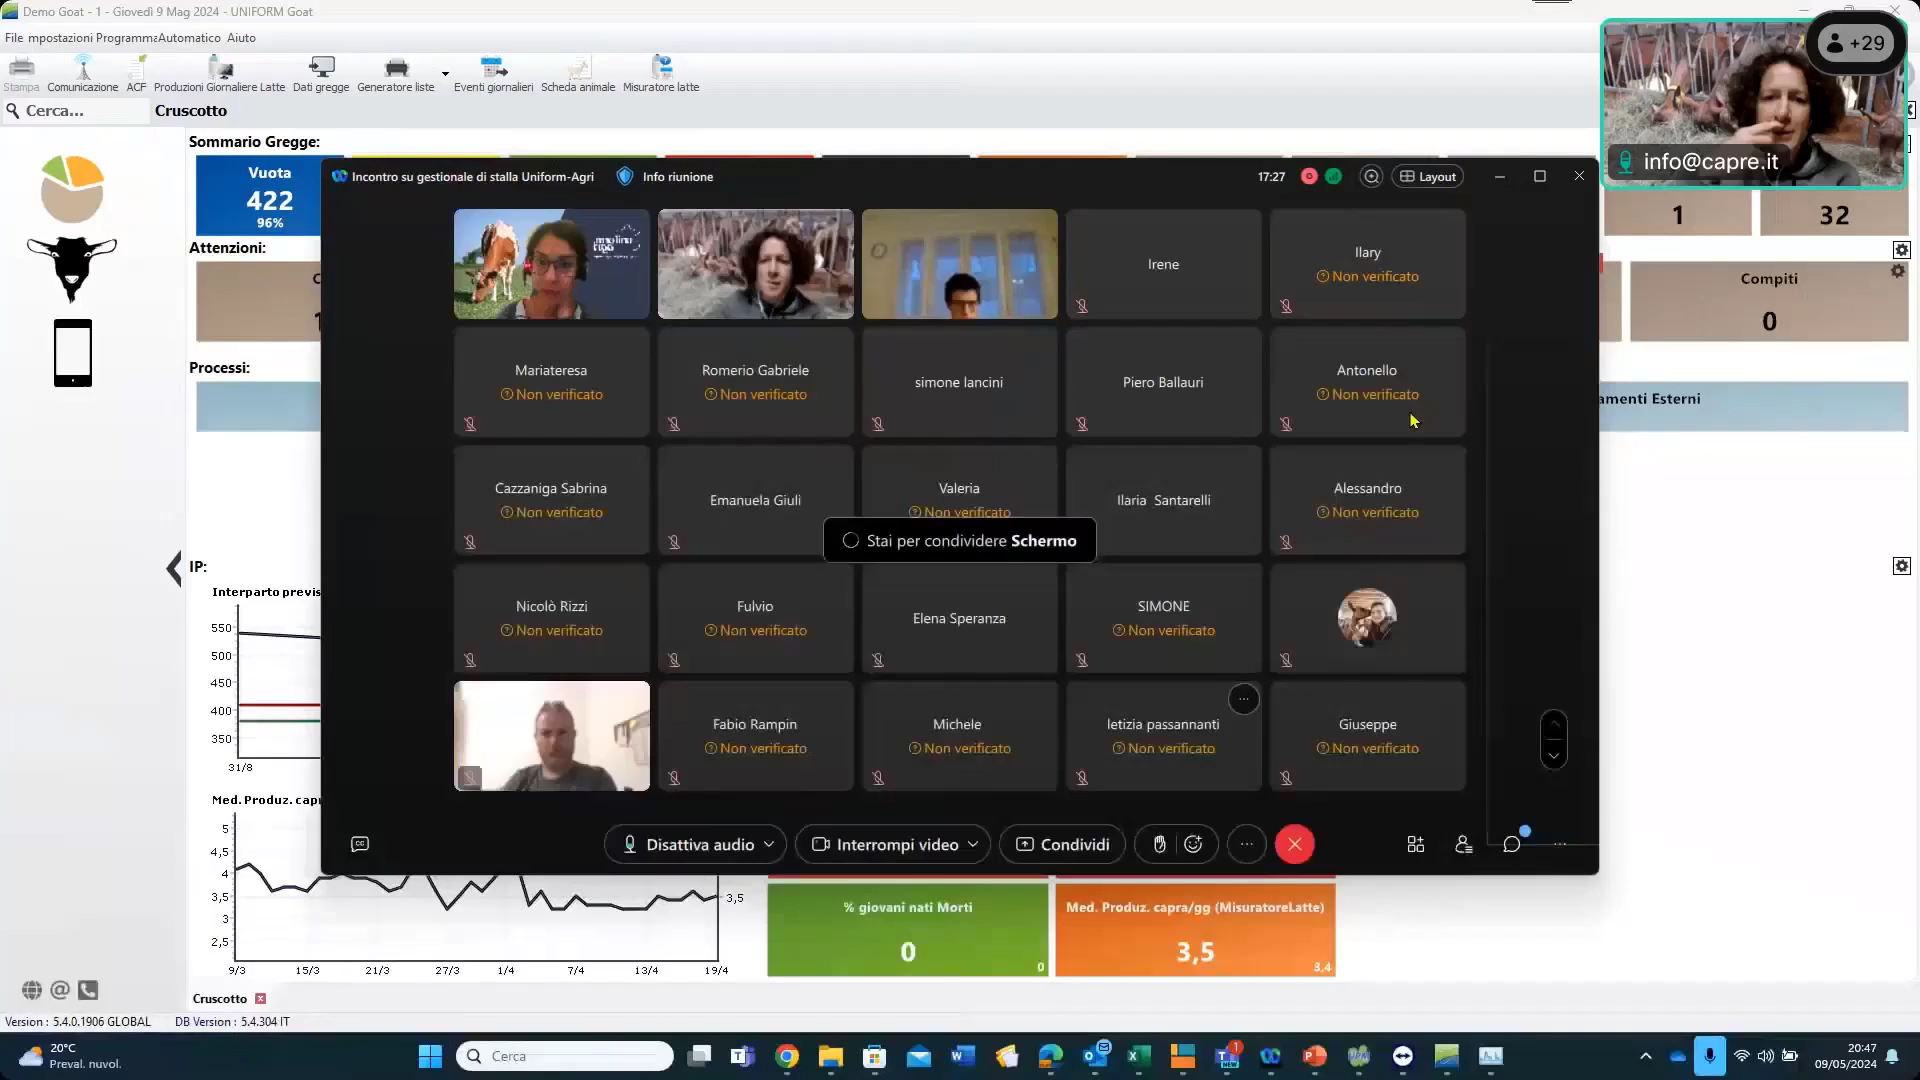 Demo Goat - 1 - Giovedì 9 Mag 2024 - UNIFORM Goat
File mpostazioni Programma Automatico Aiuto
Stampa Comunicazione ACF Produzioni Giornaliere Latte Dati gregge Generatore liste Eventi giornalieri Scheda animale Misuratore latte
Cerca... Cruscotto
+29
info@capre.it
Sommario Gregge:
Vuota
422
96%
1 32
Incontro su gestionale di stalla Uniform-Agri Info riunione 17:27 Layout
Attenzioni:
Compiti
0
Processi:
amenti Esterni
Irene
Ilary
Non verificato
Mariateresa
Non verificato
Romerio Gabriele
Non verificato
simone lancini
Piero Ballauri
Antonello
Non verificato
Cazzaniga Sabrina
Non verificato
Emanuela Giuli
Valeria
Non verificato
Ilaria Santarelli
Alessandro
Non verificato
Stai per condividere Schermo
Nicolò Rizzi
Non verificato
Fulvio
Non verificato
Elena Speranza
SIMONE
Non verificato
Fabio Rampin
Non verificato
Michele
Non verificato
letizia passannanti
Non verificato
Giuseppe
Non verificato
Disattiva audio Interrompi video Condividi
IP:
Interparto previs
550
500
450
400
350
31/8
Med. Produz. capr
5
4,5
4
3,5
3
2,5
3,5
9/3 15/3 21/3 27/3 1/4 7/4 13/4 19/4
% giovani nati Morti
0
0
Med. Produz. capra/gg (MisuratoreLatte)
3,5
3,4
Cruscotto
Version : 5.4.0.1906 GLOBAL DB Version : 5.4.304 IT
20°C
Preval. nuvol.
Cerca
20:47
09/05/2024